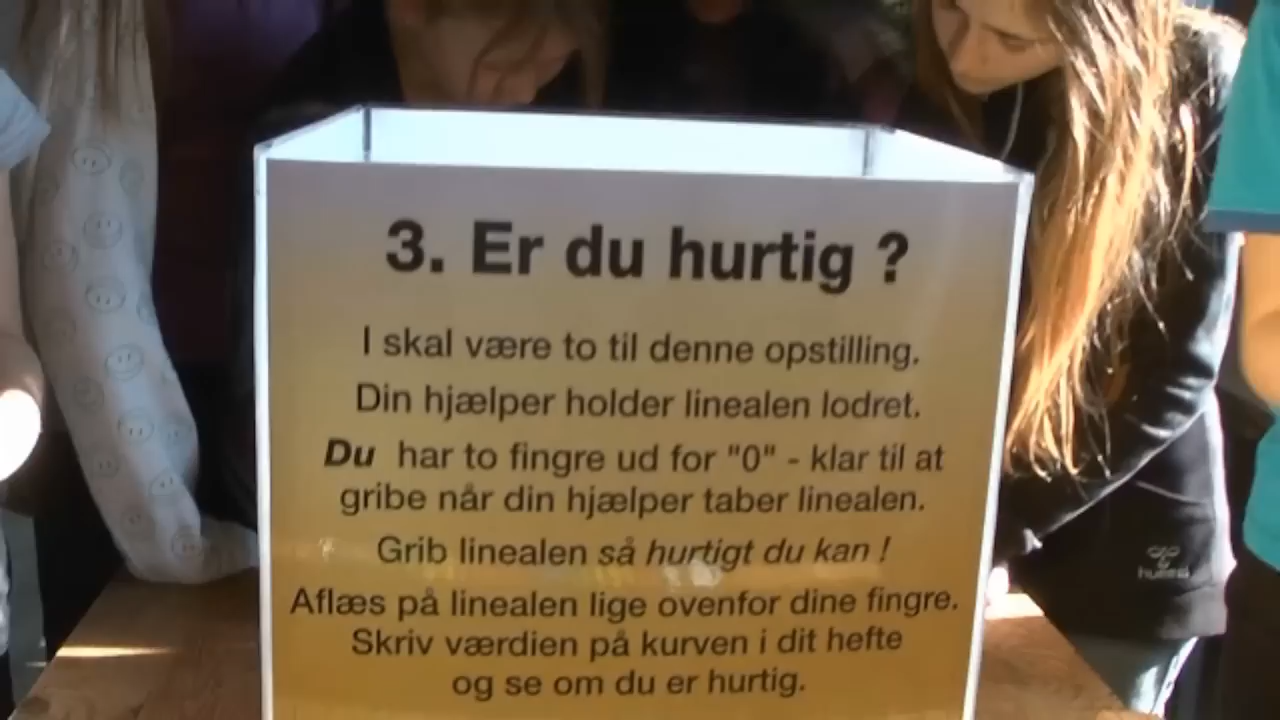 3. Er du hurtig ?
I skal være to til denne opstilling.
Din hjælper holder linealen lodret.
Du har to fingre ud for "0" - klar til at
gribe når din hjælper taber linealen.
Grib linealen så hurtigt du kan !
Aflæs på linealen lige ovenfor dine fingre.
Skriv værdien på kurven i dit hefte
og se om du er hurtig.
hummel